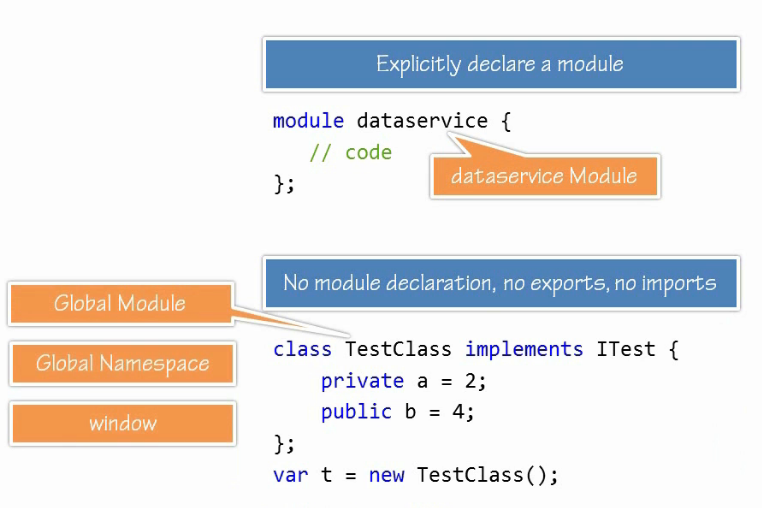 Explicitly declare a module
module dataservice {
// code
dataservice Module
};
No module declaration, no exports, no imports
Global Module
Global Namespace
window
class TestClass implements ITest {
private a = 2;
public b = 4;
};
var t = new TestClass();